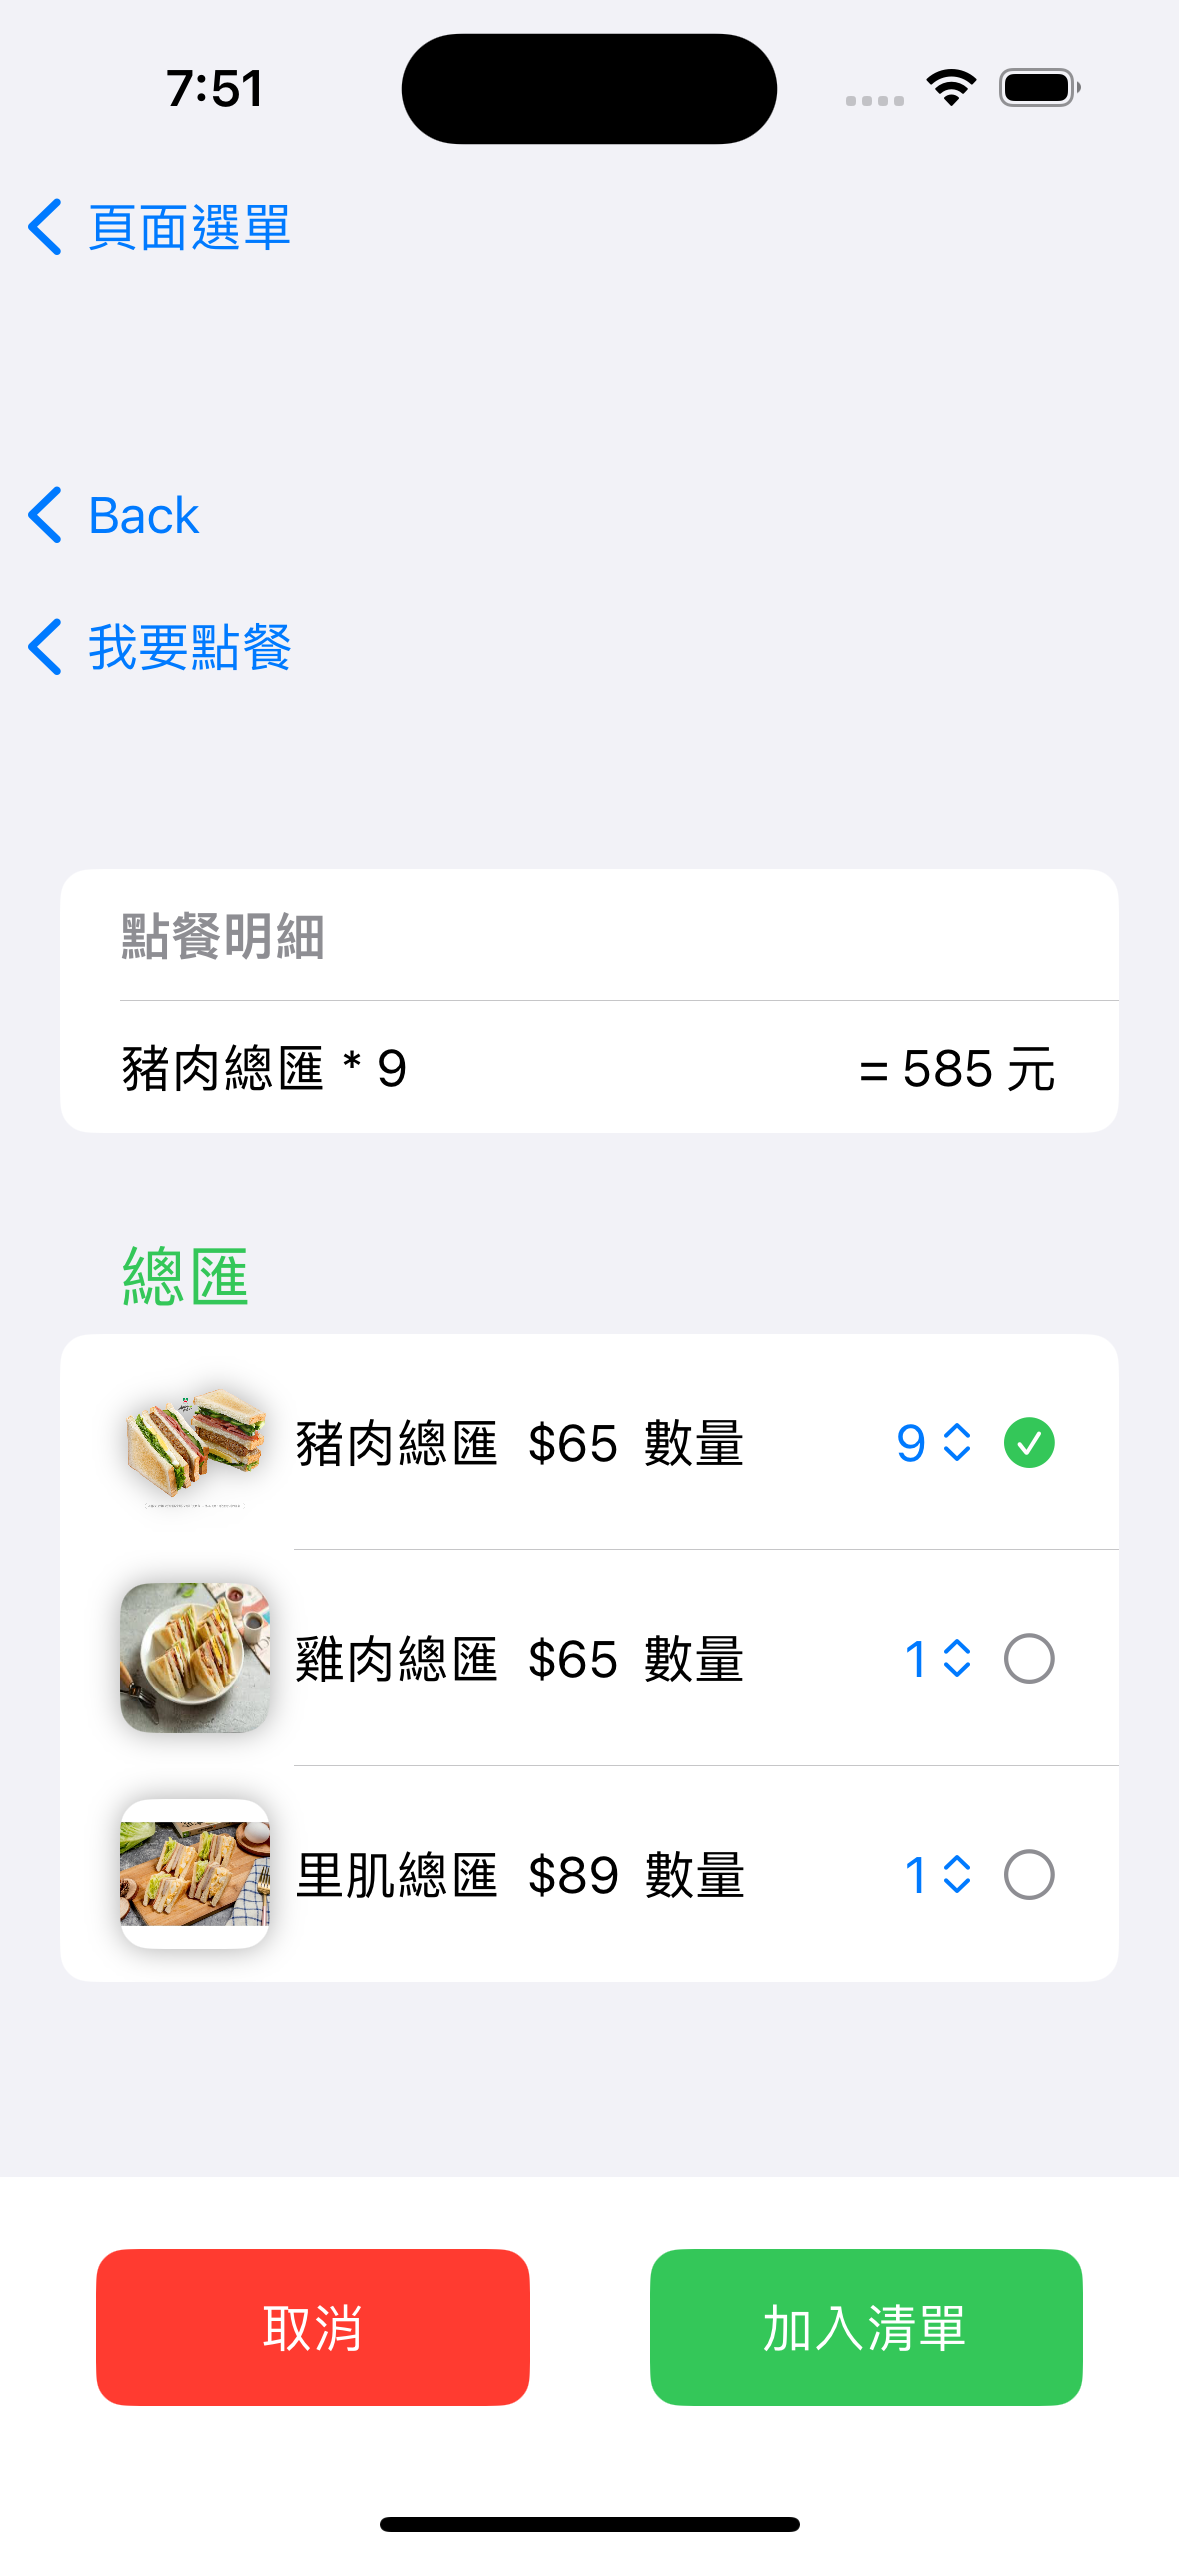 7:51
頁面選單
Back
我要點餐
點餐明細
豬肉總匯 * 9 = 585 元
總匯
豬肉總匯 $65 數量 9
雞肉總匯 $65 數量 1
里肌總匯 $89 數量 1
取消 加入清單